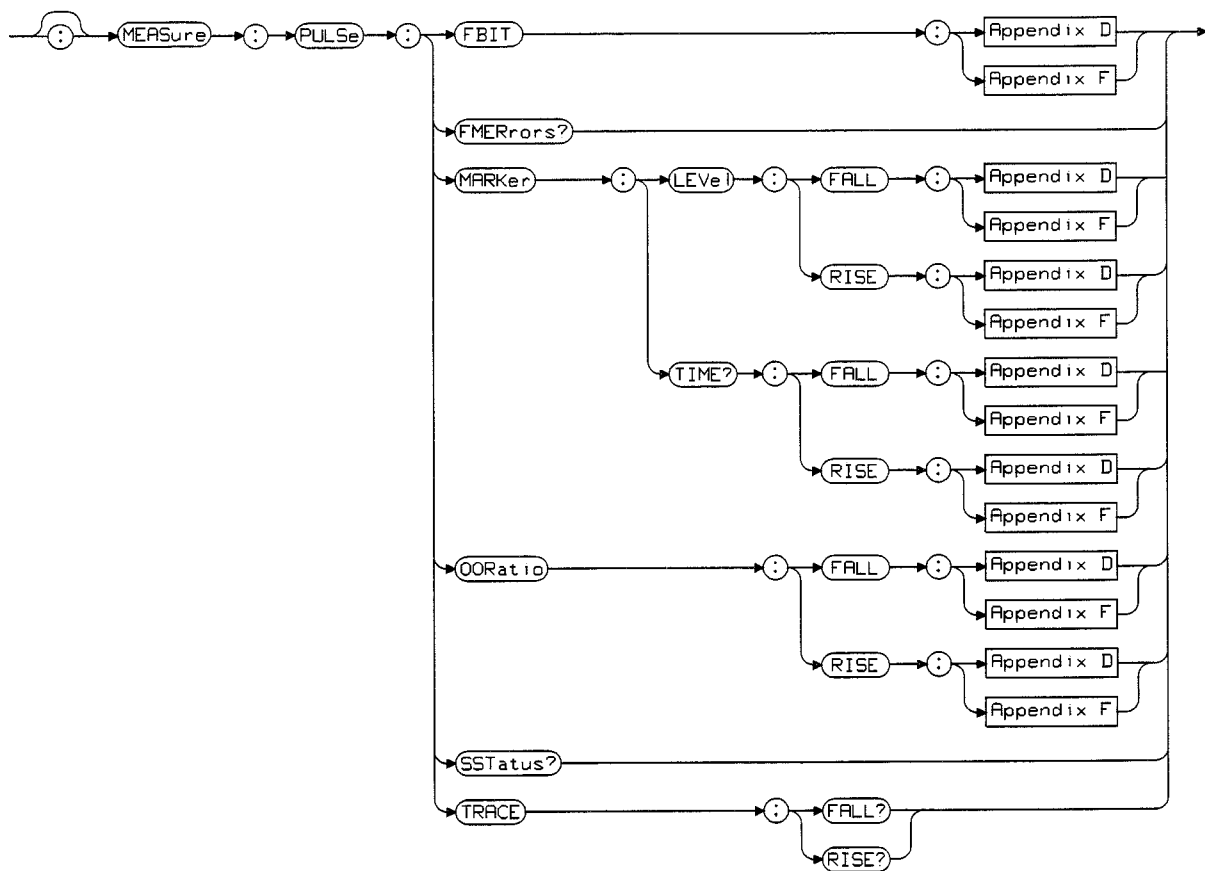 : MEASure : PULSe : FBIT : Appendix D
Appendix F
FMERrors?
MARKer : LEVel : FALL : Appendix D
Appendix F
RISE : Appendix D
Appendix F
TIME? : FALL : Appendix D
Appendix F
RISE : Appendix D
Appendix F
OORatio : FALL : Appendix D
Appendix F
RISE : Appendix D
Appendix F
SSTatus?
TRACE : FALL?
RISE?